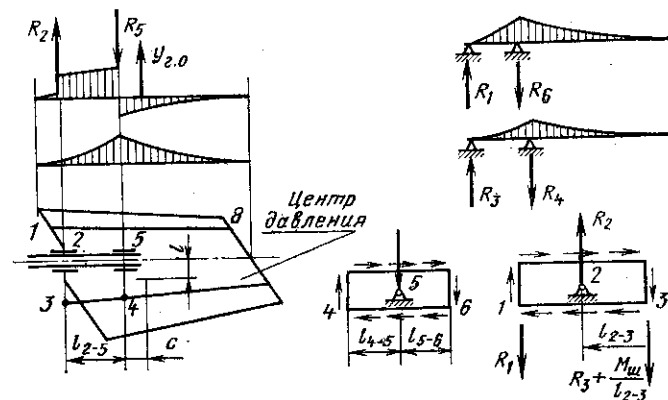 R₂
R₅
Yг.о
R₁
R₆
R₃
R₄
Центр
давления
1
2
5
8
l
3
4
l₂₋₅
c
4
5
6
l₄₋₅
l₅₋₆
R₂
1
2
3
l₂₋₃
R₁
R₃ + Mш / l₂₋₃